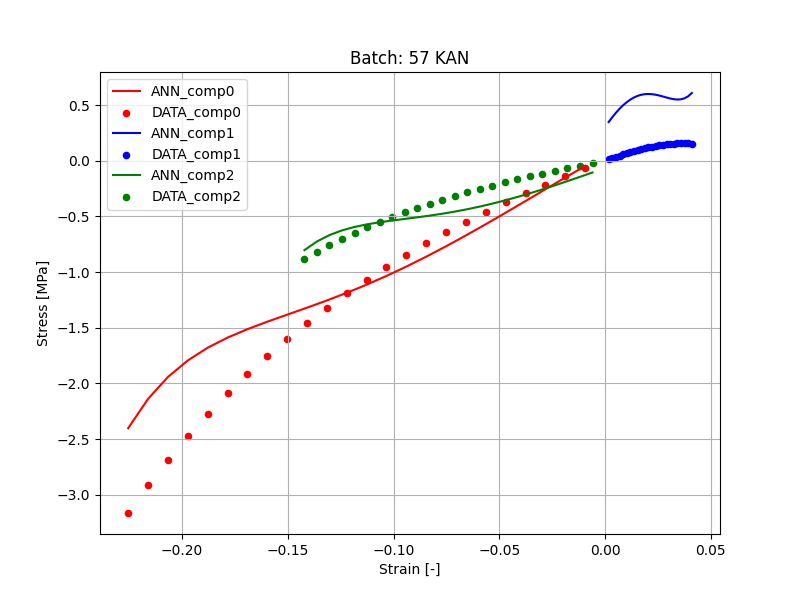 Batch: 57 KAN
ANN_comp0
DATA_comp0
ANN_comp1
DATA_comp1
ANN_comp2
DATA_comp2
Stress [MPa]
0.5
0.0
−0.5
−1.0
−1.5
−2.0
−2.5
−3.0
−0.20 −0.15 −0.10 −0.05 0.00 0.05
Strain [-]